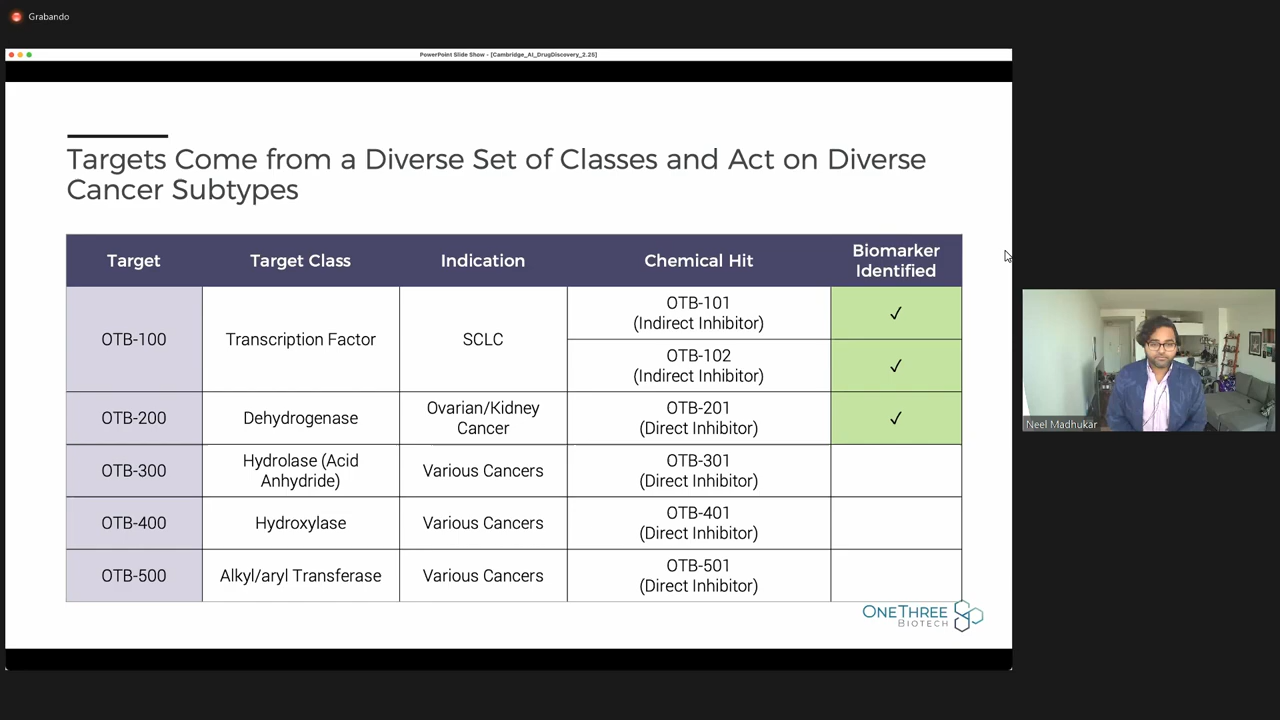 Grabando
PowerPoint Slide Show - [Cambridge_AI_DrugDiscovery_2.25]
Targets Come from a Diverse Set of Classes and Act on Diverse
Cancer Subtypes
Target
Target Class
Indication
Chemical Hit
Biomarker
Identified
OTB-100
Transcription Factor
SCLC
OTB-101
(Indirect Inhibitor)
✓
OTB-102
(Indirect Inhibitor)
✓
OTB-200
Dehydrogenase
Ovarian/Kidney
Cancer
OTB-201
(Direct Inhibitor)
✓
OTB-300
Hydrolase (Acid
Anhydride)
Various Cancers
OTB-301
(Direct Inhibitor)
OTB-400
Hydroxylase
Various Cancers
OTB-401
(Direct Inhibitor)
OTB-500
Alkyl/aryl Transferase
Various Cancers
OTB-501
(Direct Inhibitor)
ONETHREE
BIOTECH
Neel Madhukar